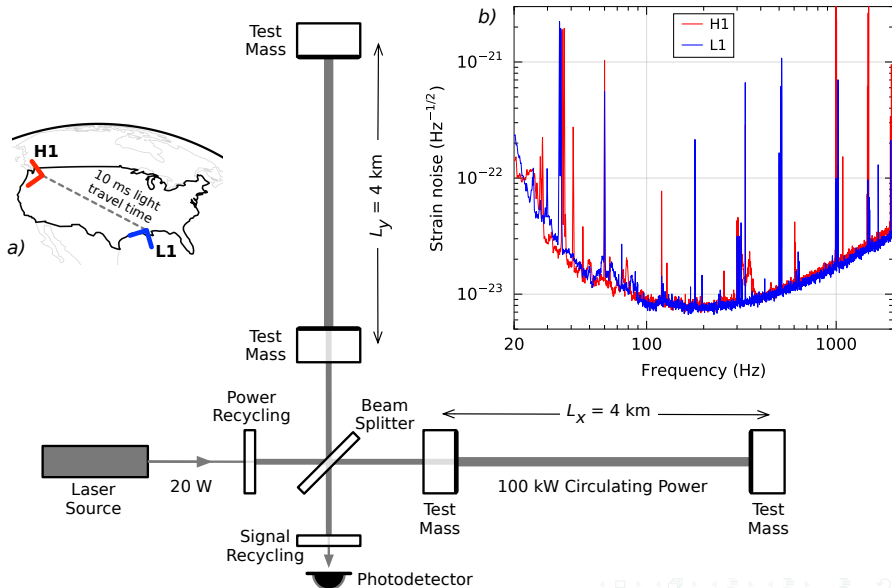 Test
Mass
H1
10 ms light
travel time
L1
a)
Ly = 4 km
Test
Mass
b)
H1
L1
Strain noise (Hz−1/2)
10−21
10−22
10−23
20
100
1000
Frequency (Hz)
Power
Recycling
Beam
Splitter
Lx = 4 km
Laser
Source
20 W
100 kW Circulating Power
Test
Mass
Test
Mass
Signal
Recycling
Photodetector